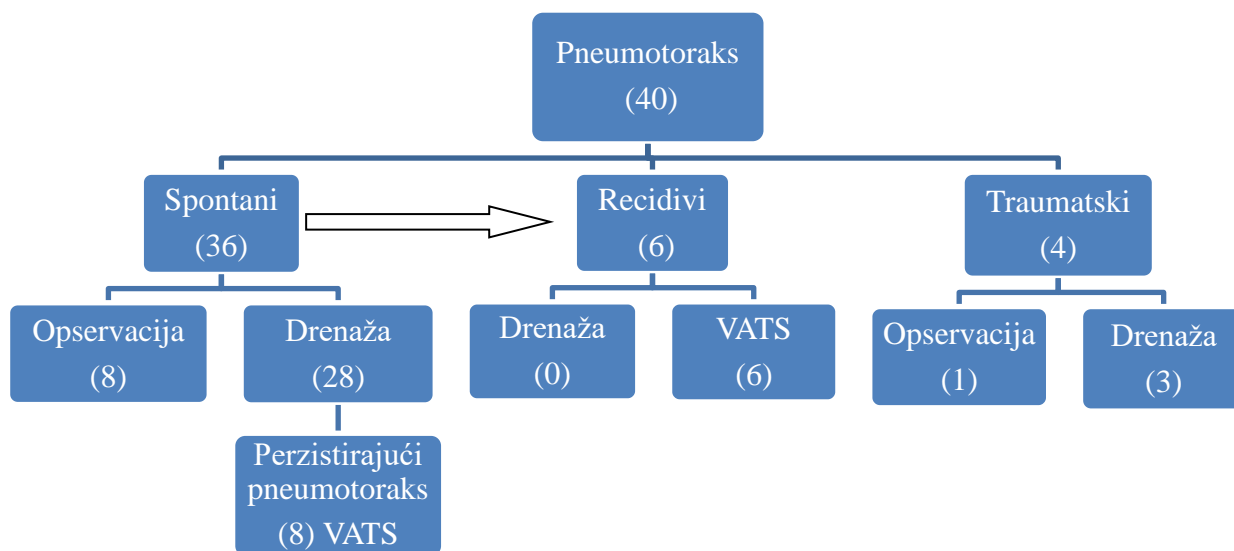 Pneumotoraks
(40)
Spontani
(36)
Recidivi
(6)
Traumatski
(4)
Opservacija
(8)
Drenaža
(28)
Drenaža
(0)
VATS
(6)
Opservacija
(1)
Drenaža
(3)
Perzistirajući
pneumotoraks
(8) VATS